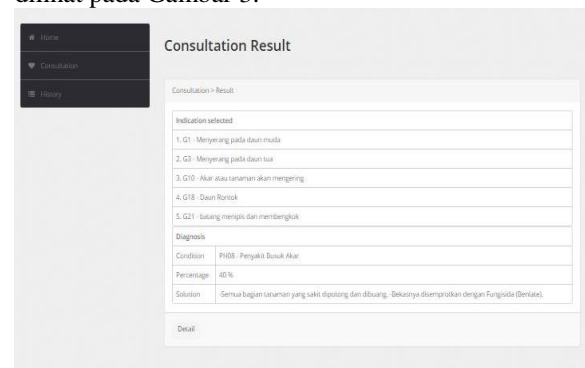 dilihat pada Gambar 5.
Home
Consultation
History
Consultation Result
Consultation > Result
Indication selected
1. G1 - Menyerang pada daun muda
2. G3 - Menyerang pada daun tua
3. G10 - Akar atau tanaman akan mengering
4. G18 - Daun Rontok
5. G21 - batang menipis dan membengkok
Diagnosis
Condition PH08 - Penyakit Busuk Akar
Percentage 40 %
Solution -Semua bagian tanaman yang sakit dipotong dan dibuang, -Bekasnya disemprotkan dengan Fungisida (Benlate),
Detail